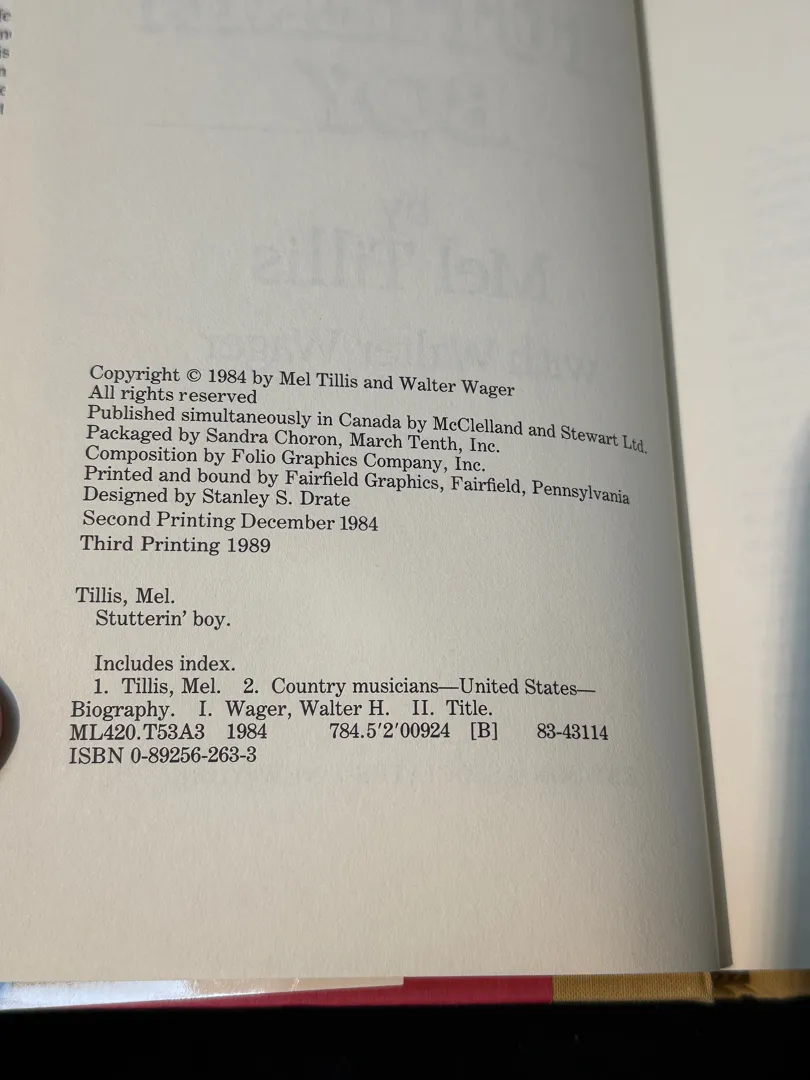 Copyright © 1984 by Mel Tillis and Walter Wager
All rights reserved
Published simultaneously in Canada by McClelland and Stewart Ltd.
Packaged by Sandra Choron, March Tenth, Inc.
Composition by Folio Graphics Company, Inc.
Printed and bound by Fairfield Graphics, Fairfield, Pennsylvania
Designed by Stanley S. Drate
Second Printing December 1984
Third Printing 1989
Tillis, Mel.
Stutterin’ boy.
Includes index.
1. Tillis, Mel. 2. Country musicians—United States—
Biography. I. Wager, Walter H. II. Title.
ML420.T53A3 1984 784.5′2′00924 [B] 83-43114
ISBN 0-89256-263-3